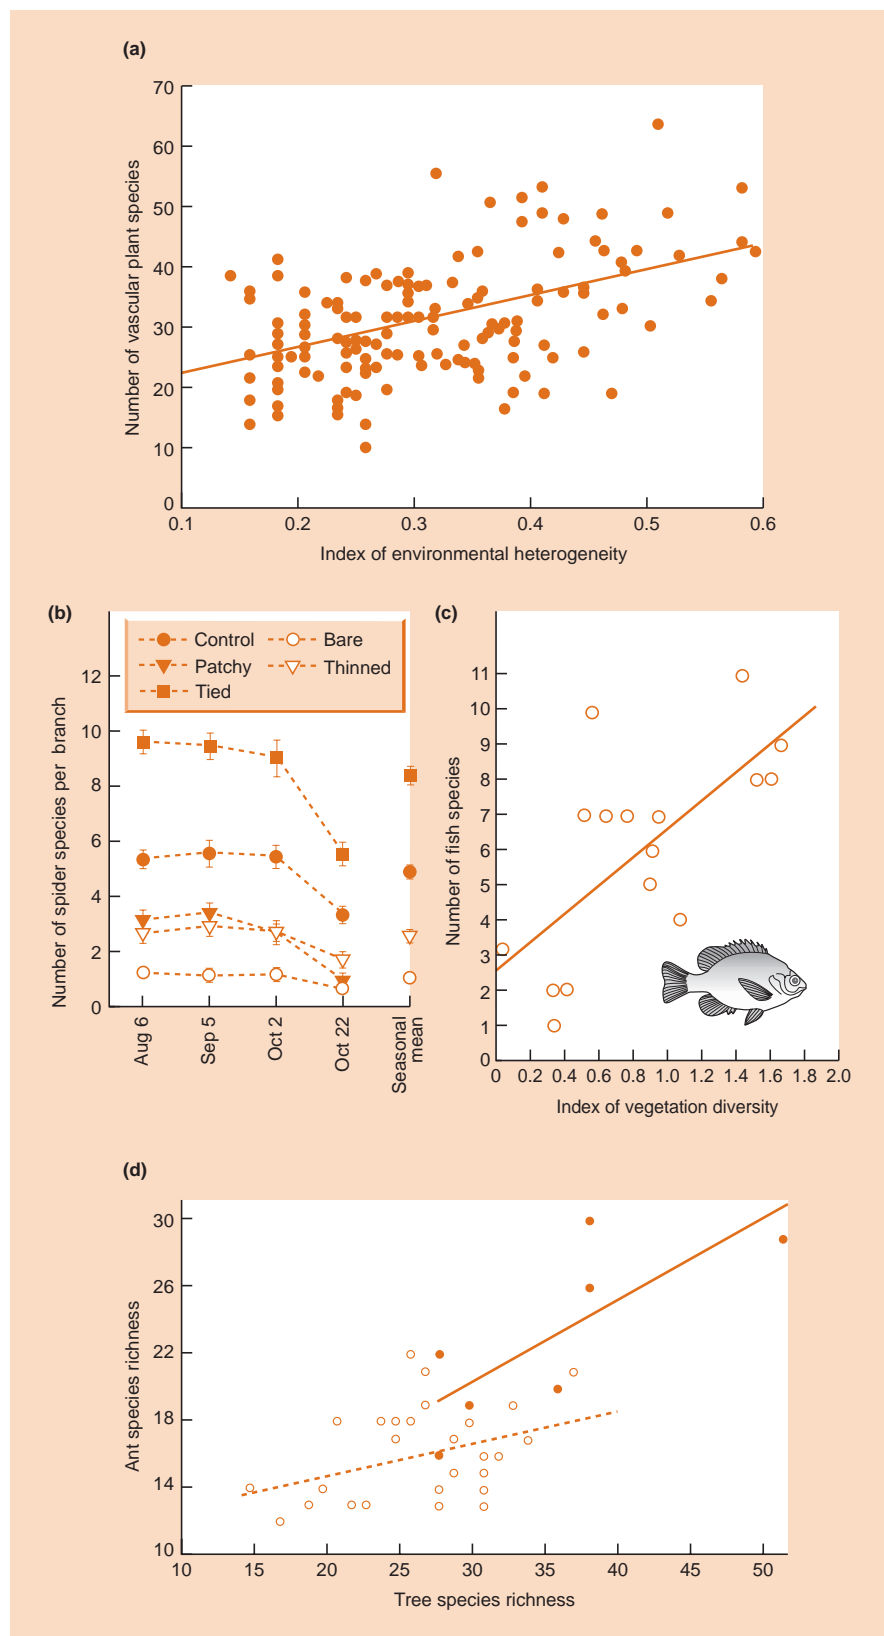 (a)
70
60
50
40
30
20
10
0
Number of vascular plant species
0.1 0.2 0.3 0.4 0.5 0.6
Index of environmental heterogeneity
(b)
Control Bare
Patchy Thinned
Tied
12
10
8
6
4
2
0
Number of spider species per branch
Aug 6
Sep 5
Oct 2
Oct 22
Seasonal
mean
(c)
11
10
9
8
7
6
5
4
3
2
1
0
Number of fish species
0 0.2 0.4 0.6 0.8 1.0 1.2 1.4 1.6 1.8 2.0
Index of vegetation diversity
(d)
30
26
22
18
14
10
Ant species richness
10 15 20 25 30 35 40 45 50
Tree species richness